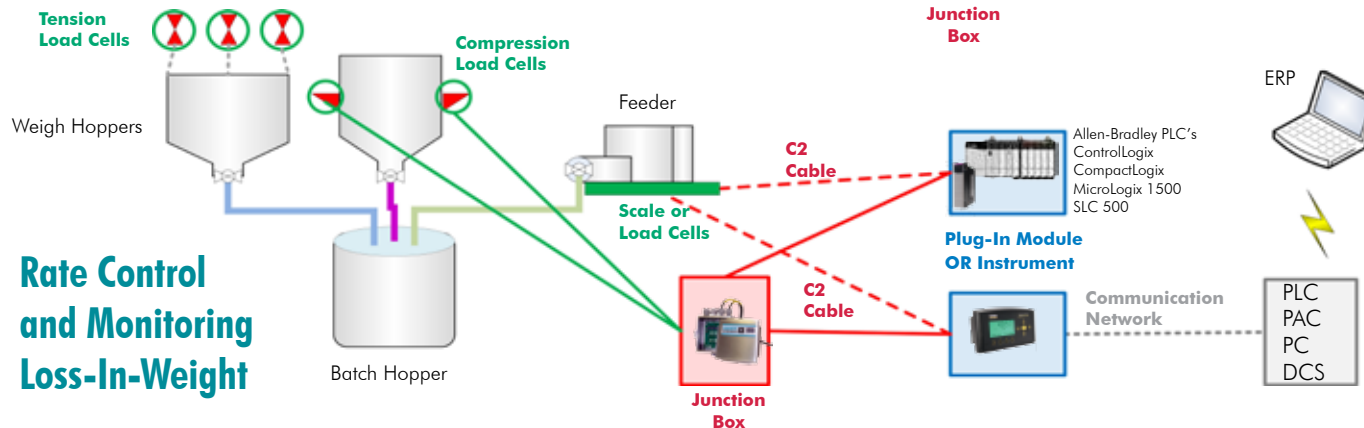 Tension
Load Cells
Junction
Box
Compression
Load Cells
ERP
Weigh Hoppers
Feeder
Allen-Bradley PLC's
ControlLogix
CompactLogix
MicroLogix 1500
SLC 500
C2
Cable
Scale or
Load Cells
Plug-In Module
OR Instrument
Rate Control
and Monitoring
Loss-In-Weight
C2
Cable
Communication
Network
PLC
PAC
PC
DCS
Batch Hopper
Junction
Box